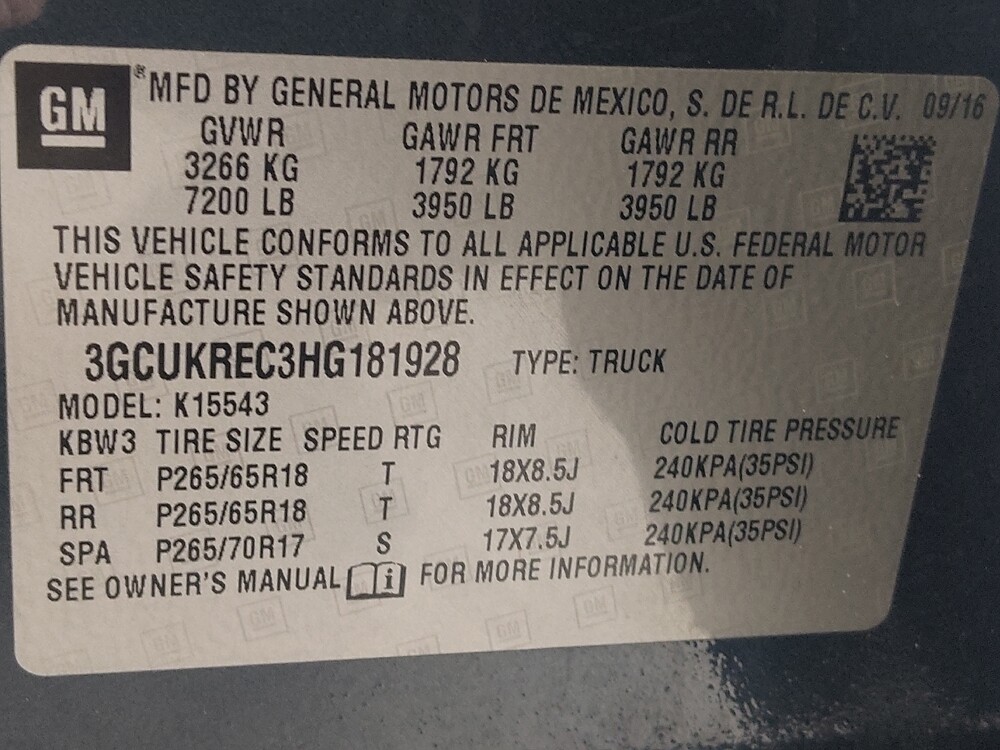 GM
®MFD BY GENERAL MOTORS DE MEXICO, S. DE R.L. DE C.V. 09/16
GVWR GAWR FRT GAWR RR
3266 KG 1792 KG 1792 KG
7200 LB 3950 LB 3950 LB
THIS VEHICLE CONFORMS TO ALL APPLICABLE U.S. FEDERAL MOTOR
VEHICLE SAFETY STANDARDS IN EFFECT ON THE DATE OF
MANUFACTURE SHOWN ABOVE.
3GCUKREC3HG181928 TYPE: TRUCK
MODEL: K15543
KBW3 TIRE SIZE SPEED RTG RIM COLD TIRE PRESSURE
FRT P265/65R18 T 18X8.5J 240KPA(35PSI)
RR P265/65R18 T 18X8.5J 240KPA(35PSI)
SPA P265/70R17 S 17X7.5J 240KPA(35PSI)
SEE OWNER'S MANUAL i FOR MORE INFORMATION.